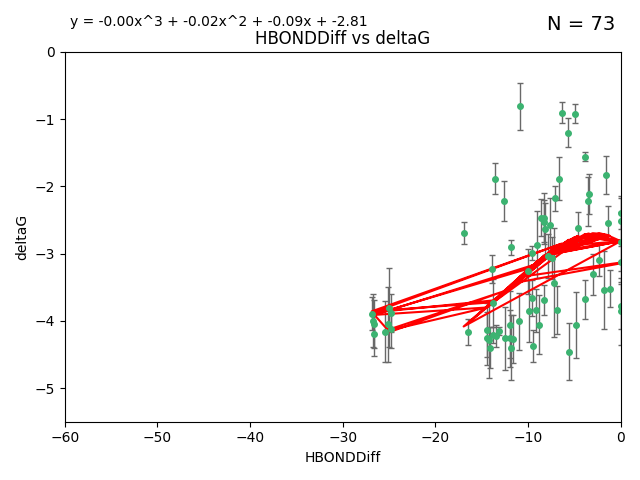 y = -0.00x^3 + -0.02x^2 + -0.09x + -2.81
N = 73
HBONDDiff vs deltaG
0
−1
−2
−3
−4
−5
deltaG
−60
−50
−40
−30
−20
−10
0
HBONDDiff